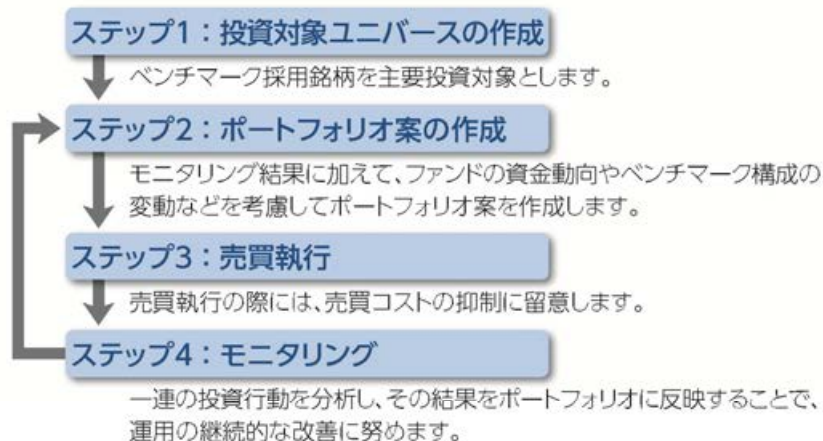 ステップ1：投資対象ユニバースの作成
ベンチマーク採用銘柄を主要投資対象とします。
ステップ2：ポートフォリオ案の作成
モニタリング結果に加えて、ファンドの資金動向やベンチマーク構成の
変動などを考慮してポートフォリオ案を作成します。
ステップ3：売買執行
売買執行の際には、売買コストの抑制に留意します。
ステップ4：モニタリング
一連の投資行動を分析し、その結果をポートフォリオに反映することで、
運用の継続的な改善に努めます。